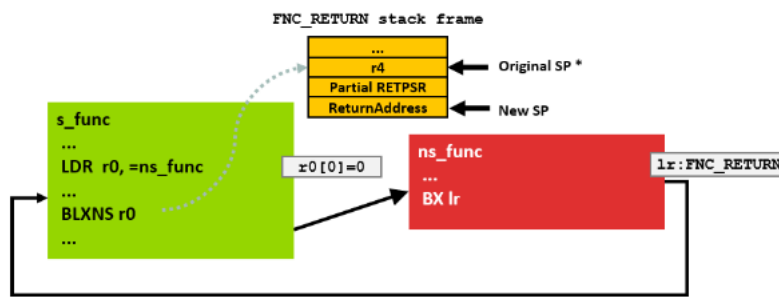 FNC_RETURN stack frame
...
r4
Original SP *
Partial RETPSR
ReturnAddress
New SP
s_func
...
LDR r0, =ns_func
...
BLXNS r0
...
r0[0]=0
ns_func
...
BX lr
lr:FNC_RETURN